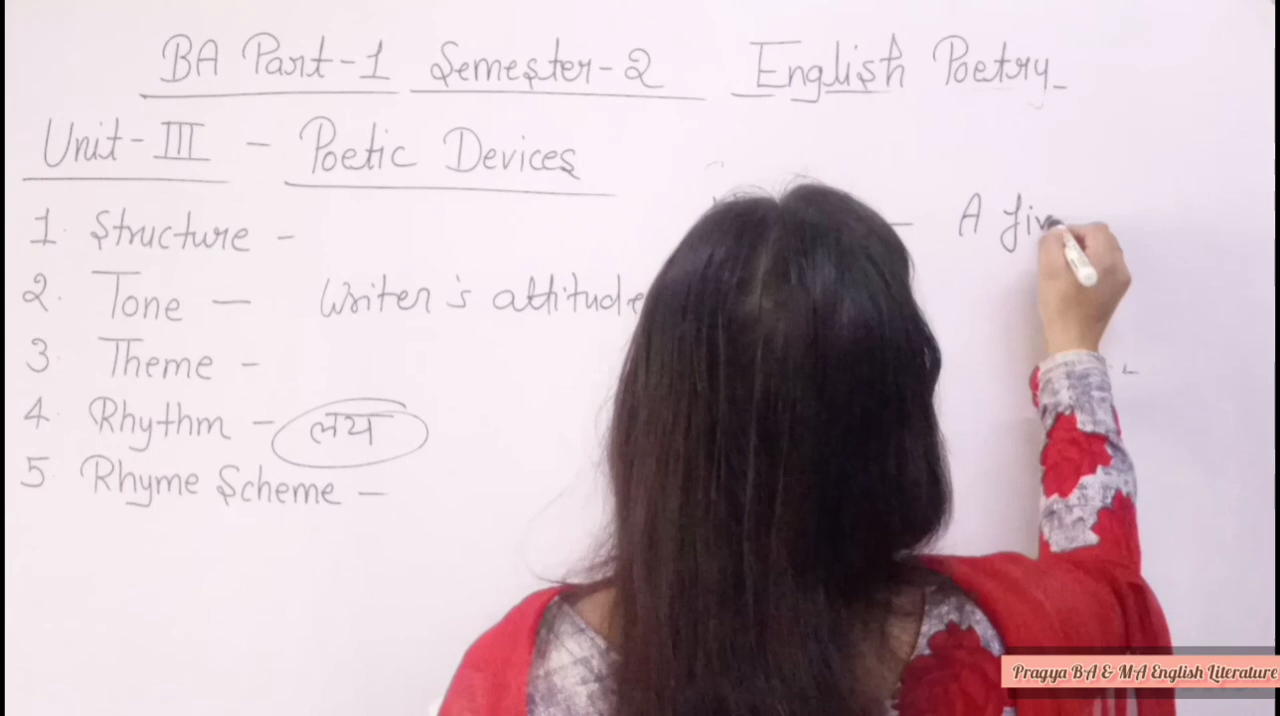 BA Part-1 Semester-2 English Poetry
Unit-III - Poetic Devices
1. Structure -
2. Tone - Writer's attitude
3. Theme -
4. Rhythm - लय
5 Rhyme Scheme -
- A
Pragya BA & MA English Literature